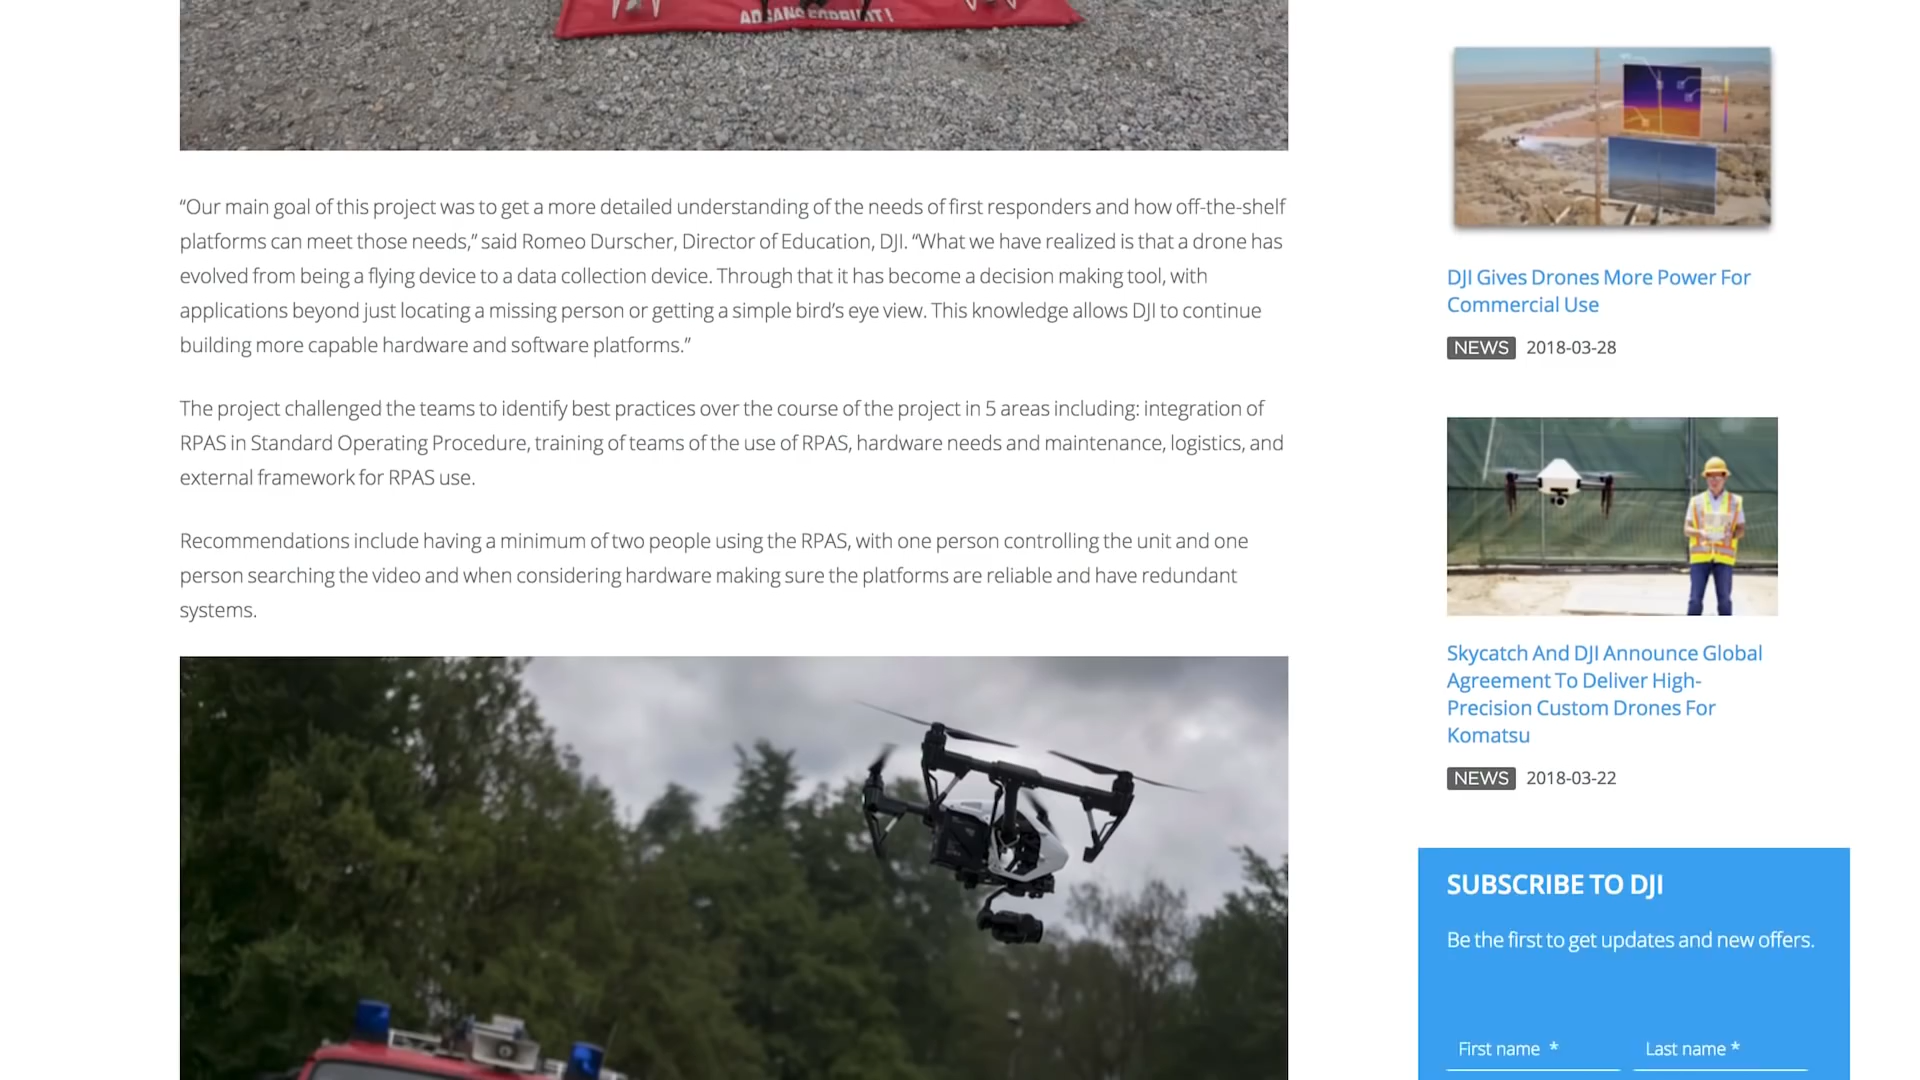 “Our main goal of this project was to get a more detailed understanding of the needs of first responders and how off-the-shelf
platforms can meet those needs,” said Romeo Durscher, Director of Education, DJI. “What we have realized is that a drone has
evolved from being a flying device to a data collection device. Through that it has become a decision making tool, with
applications beyond just locating a missing person or getting a simple bird’s eye view. This knowledge allows DJI to continue
building more capable hardware and software platforms.”
The project challenged the teams to identify best practices over the course of the project in 5 areas including: integration of
RPAS in Standard Operating Procedure, training of teams of the use of RPAS, hardware needs and maintenance, logistics, and
external framework for RPAS use.
Recommendations include having a minimum of two people using the RPAS, with one person controlling the unit and one
person searching the video and when considering hardware making sure the platforms are reliable and have redundant
systems.
DJI Gives Drones More Power For
Commercial Use
NEWS 2018-03-28
Skycatch And DJI Announce Global
Agreement To Deliver High-
Precision Custom Drones For
Komatsu
NEWS 2018-03-22
SUBSCRIBE TO DJI
Be the first to get updates and new offers.
First name * Last name *